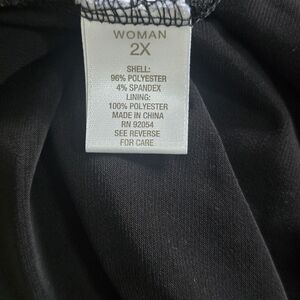 WOMAN
2X
SHELL:
96% POLYESTER
4% SPANDEX
LINING:
100% POLYESTER
MADE IN CHINA
RN 92054
SEE REVERSE
FOR CARE